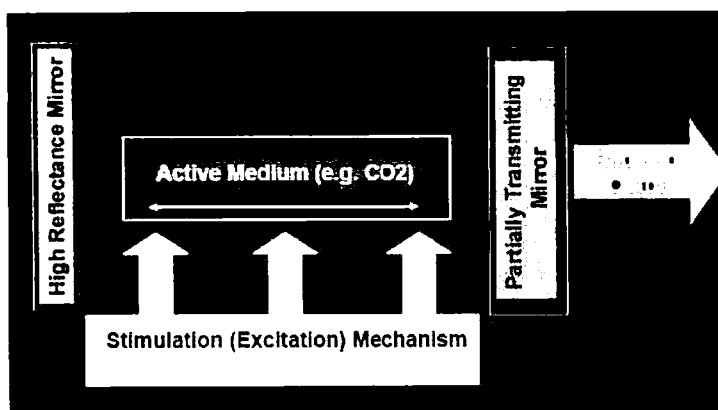 High Reflectance Mirror
Active Medium (e.g. CO2)
Partially Transmitting
Mirror
Stimulation (Excitation) Mechanism